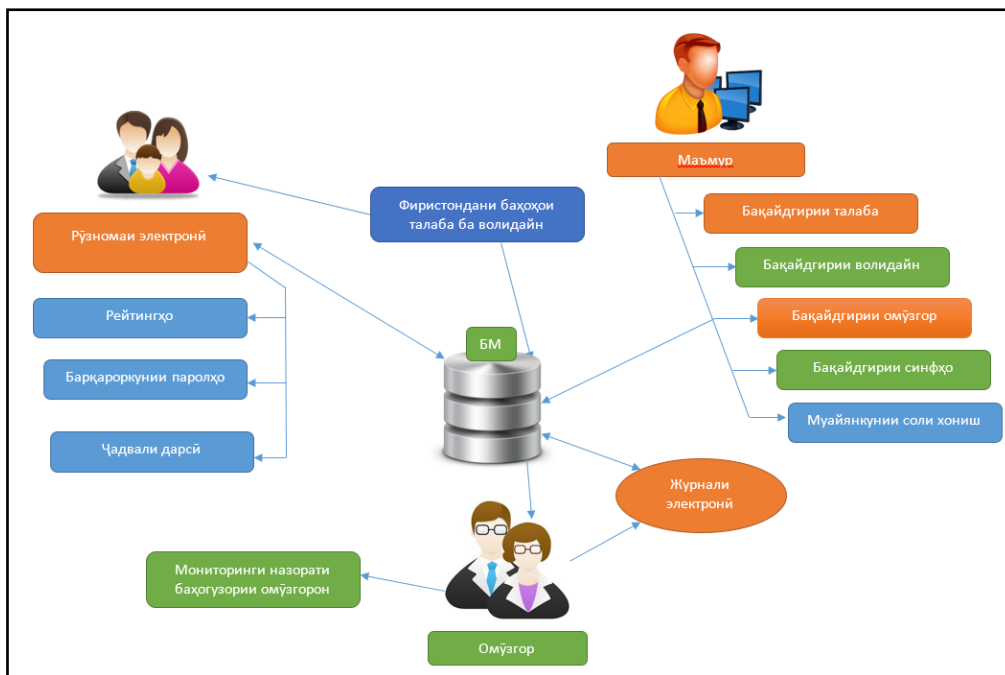 Маъмур
Фиристондани баҳоҳои
талаба ба волидайн
Бақайдгирии талаба
Рӯзномаи электронӣ
Бақайдгирии волидайн
Рейтингҳо
Бақайдгирии омӯзгор
БМ
Барқароркунии паролҳо
Бақайдгирии синфҳо
Муайянкунии соли хониш
Ҷадвали дарсӣ
Журнали
электронӣ
Мониторинги назорати
баҳогузории омӯзгорон
Омӯзгор